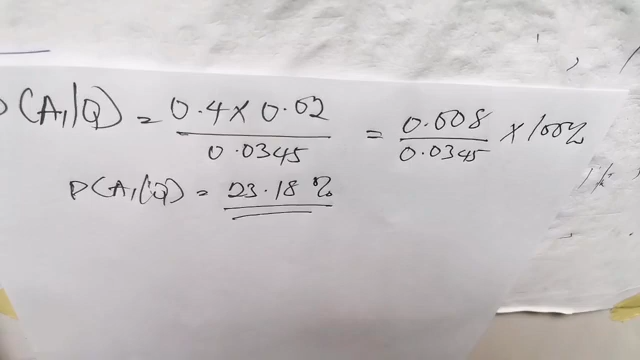 P(A₁|Q) = 0.4 × 0.02 / 0.0345 = 0.008 / 0.0345 × 100%
P(A₁|Q) = 23.18 %